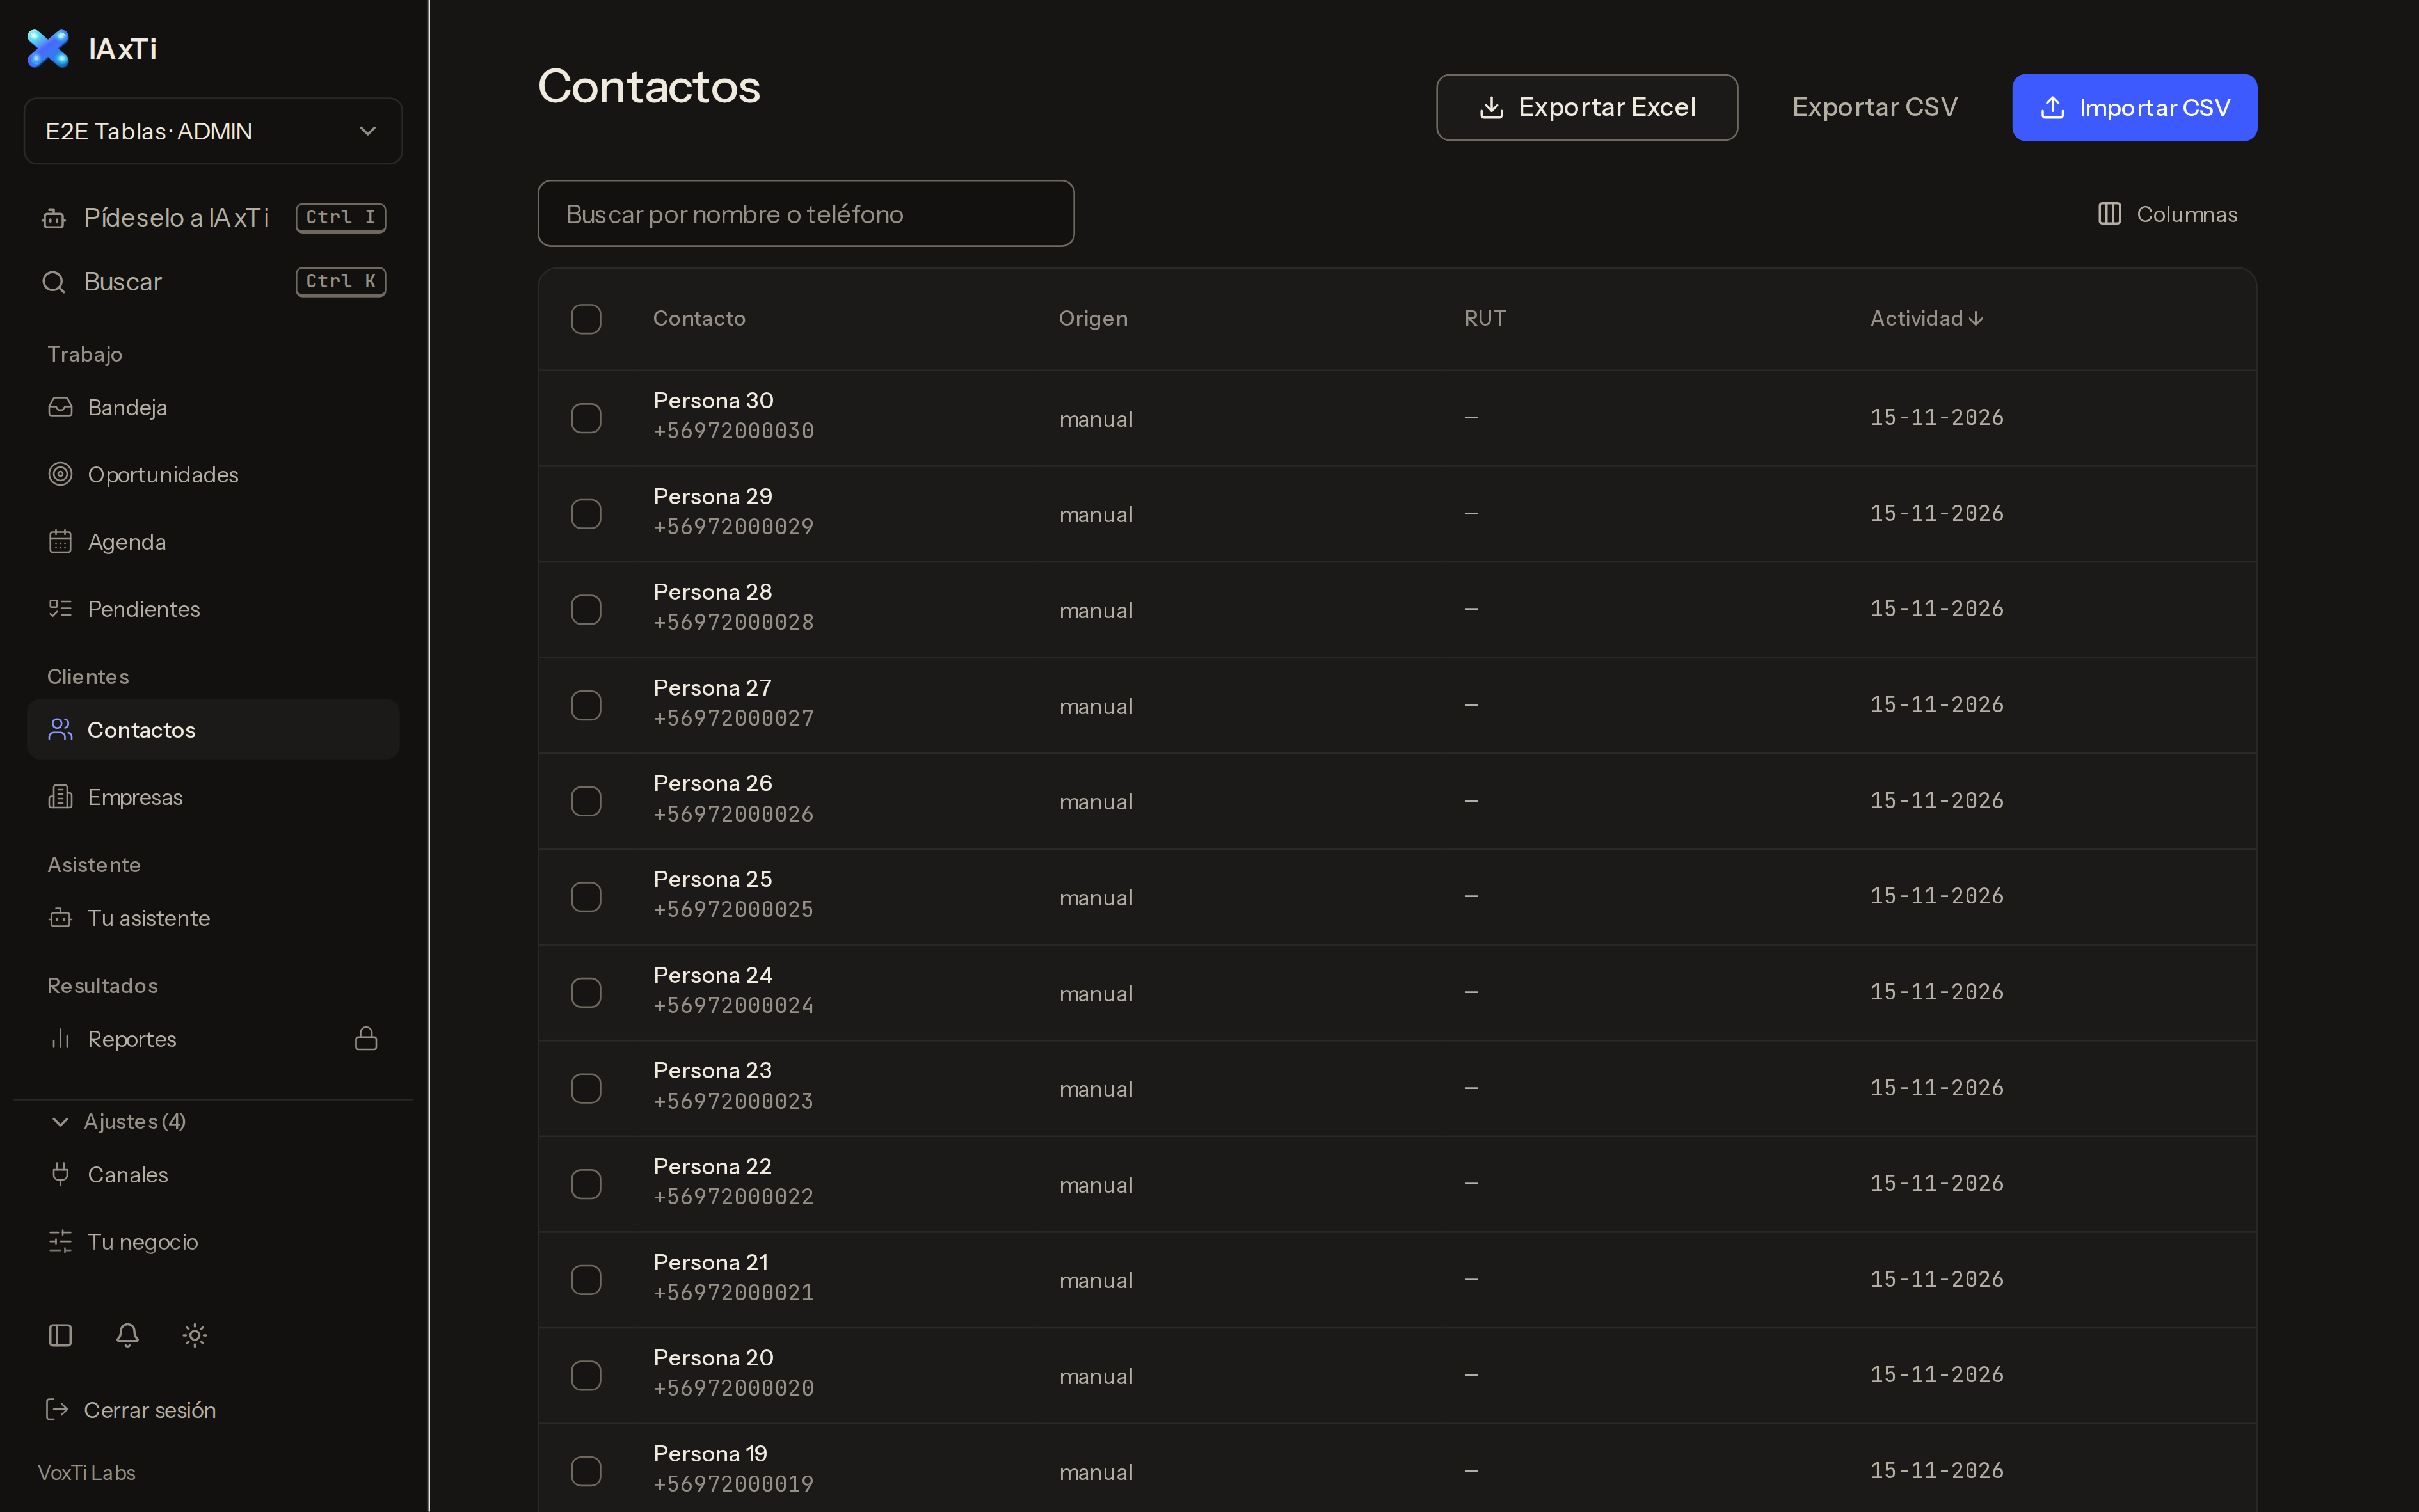 IAxTi
E2E Tablas · ADMIN
Pídeselo a IAxTi Ctrl I
Buscar Ctrl K
Trabajo
Bandeja
Oportunidades
Agenda
Pendientes
Clientes
Contactos
Empresas
Asistente
Tu asistente
Resultados
Reportes
Ajustes (4)
Canales
Tu negocio
Cerrar sesión
VoxTi Labs
Contactos
Exportar Excel Exportar CSV Importar CSV
Buscar por nombre o teléfono Columnas
Contacto Origen RUT Actividad ↓
Persona 30
+56972000030 manual — 15-11-2026
Persona 29
+56972000029 manual — 15-11-2026
Persona 28
+56972000028 manual — 15-11-2026
Persona 27
+56972000027 manual — 15-11-2026
Persona 26
+56972000026 manual — 15-11-2026
Persona 25
+56972000025 manual — 15-11-2026
Persona 24
+56972000024 manual — 15-11-2026
Persona 23
+56972000023 manual — 15-11-2026
Persona 22
+56972000022 manual — 15-11-2026
Persona 21
+56972000021 manual — 15-11-2026
Persona 20
+56972000020 manual — 15-11-2026
Persona 19
+56972000019 manual — 15-11-2026